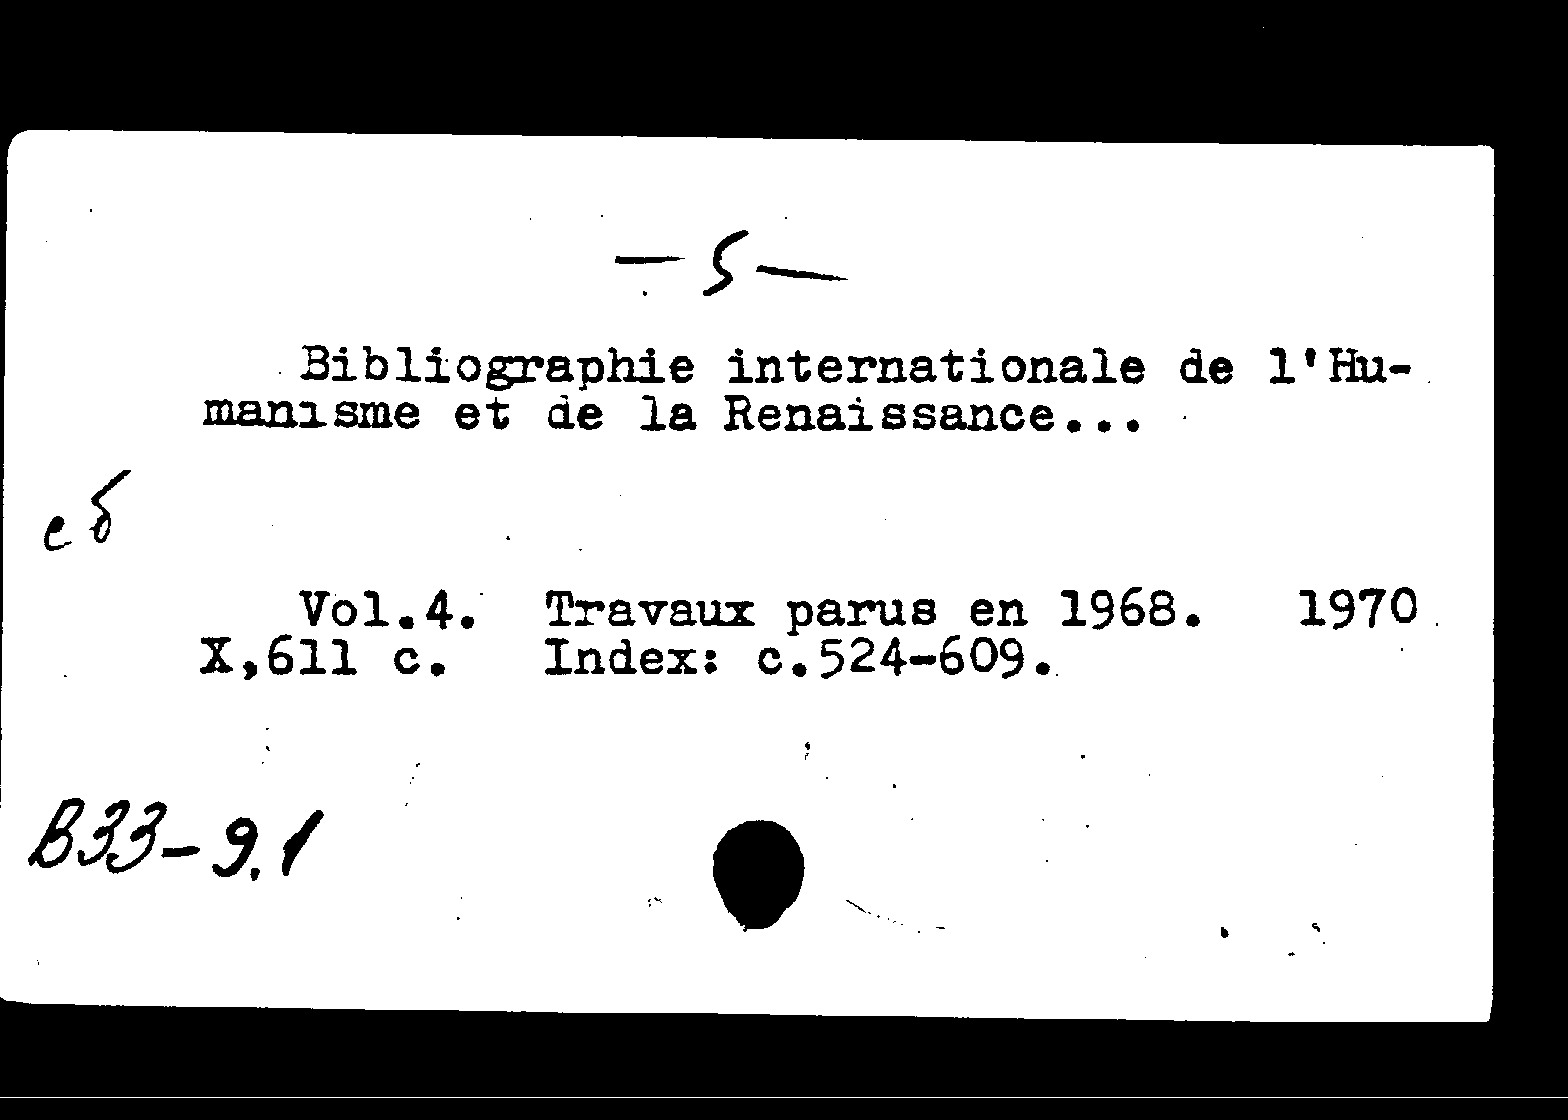 — 5 —
Bibliographie internationale de l'Hu-
manisme et de la Renaissance...
сб
Vol.4. Travaux parus en 1968. 1970
X,611 c. Index: c.524-609.
B33-9.1